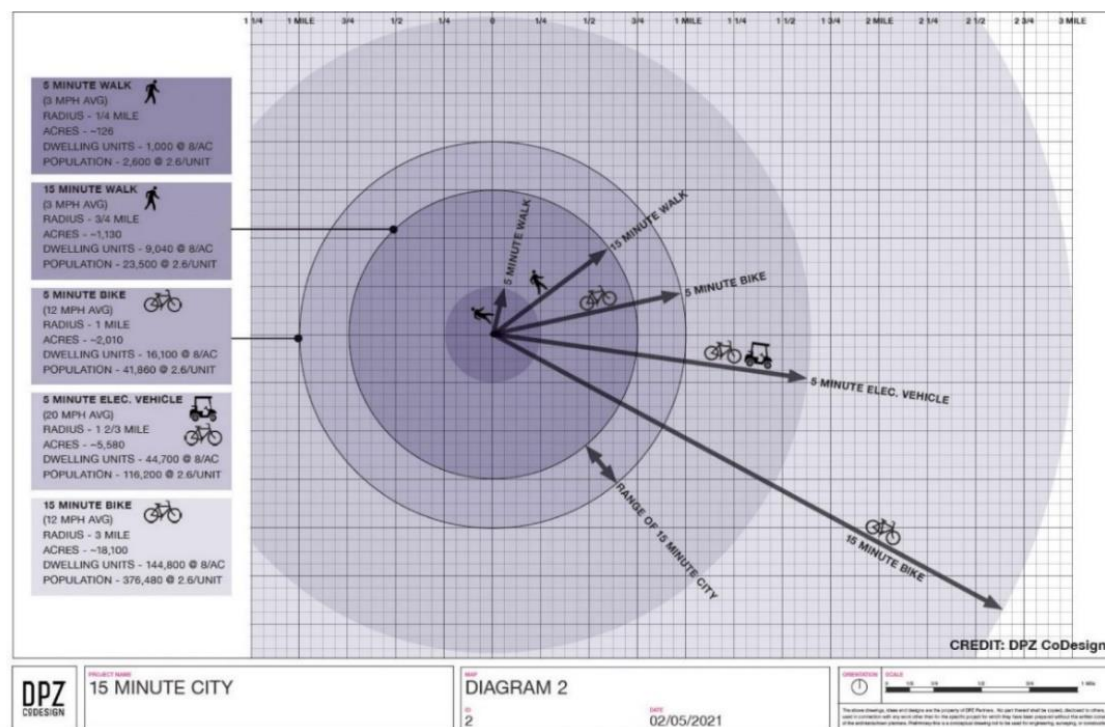 1 1/4 1 MILE 3/4 1/2 1/4 0 1/4 1/2 3/4 1 MILE 1 1/4 1 1/2 1 3/4 2 MILE 2 1/4 2 1/2 2 3/4 3 MILE
5 MINUTE WALK
(3 MPH AVG)
RADIUS - 1/4 MILE
ACRES - ~126
DWELLING UNITS - 1,000 @ 8/AC
POPULATION - 2,600 @ 2.6/UNIT
15 MINUTE WALK
(3 MPH AVG)
RADIUS - 3/4 MILE
ACRES - ~1,130
DWELLING UNITS - 9,040 @ 8/AC
POPULATION - 23,500 @ 2.6/UNIT
5 MINUTE BIKE
(12 MPH AVG)
RADIUS - 1 MILE
ACRES - ~2,010
DWELLING UNITS - 16,100 @ 8/AC
POPULATION - 41,860 @ 2.6/UNIT
5 MINUTE ELEC. VEHICLE
(20 MPH AVG)
RADIUS - 1 2/3 MILE
ACRES - ~5,580
DWELLING UNITS - 44,700 @ 8/AC
POPULATION - 116,200 @ 2.6/UNIT
15 MINUTE BIKE
(12 MPH AVG)
RADIUS - 3 MILE
ACRES - ~18,100
DWELLING UNITS - 144,800 @ 8/AC
POPULATION - 376,480 @ 2.6/UNIT
5 MINUTE WALK
15 MINUTE WALK
5 MINUTE BIKE
5 MINUTE ELEC. VEHICLE
RANGE OF 15 MINUTE CITY
15 MINUTE BIKE
CREDIT: DPZ CoDesign
DPZ
CODESIGN
PROJECT NAME
15 MINUTE CITY
MAP
DIAGRAM 2
ID
2
DATE
02/05/2021
ORIENTATION
SCALE
1 Mile